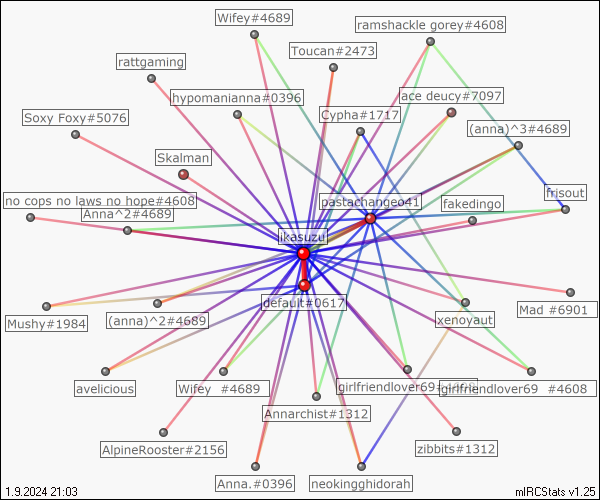 Wifey#4689
ramshackle gorey#4608
Toucan#2473
rattgaming
hypomanianna#0396
ace deucy#7097
Soxy Foxy#5076
Cypha#1717
(anna)^3#4689
Skalman
no cops no laws no hope#4608
pastachangeo41
fakedingo
frisout
Anna^2#4689
ikasuzu
default#0617
Mad #6901
Mushy#1984
(anna)^2#4689
xenoyaut
avelicious
Wifey #4689
girlfriendlover69
girlfriendlover69 #4608
Annarchist#1312
AlpineRooster#2156
zibbits#1312
Anna.#0396
neokingghidorah
1.9.2024 21:03
mIRCStats v1.25